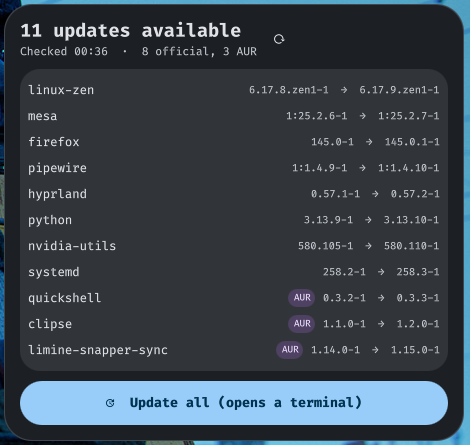 11 updates available
Checked 00:36 · 8 official, 3 AUR
linux-zen 6.17.8.zen1-1 → 6.17.9.zen1-1
mesa 1:25.2.6-1 → 1:25.2.7-1
firefox 145.0-1 → 145.0.1-1
pipewire 1:1.4.9-1 → 1:1.4.10-1
hyprland 0.57.1-1 → 0.57.2-1
python 3.13.9-1 → 3.13.10-1
nvidia-utils 580.105-1 → 580.110-1
systemd 258.2-1 → 258.3-1
quickshell AUR 0.3.2-1 → 0.3.3-1
clipse AUR 1.1.0-1 → 1.2.0-1
limine-snapper-sync AUR 1.14.0-1 → 1.15.0-1
Update all (opens a terminal)